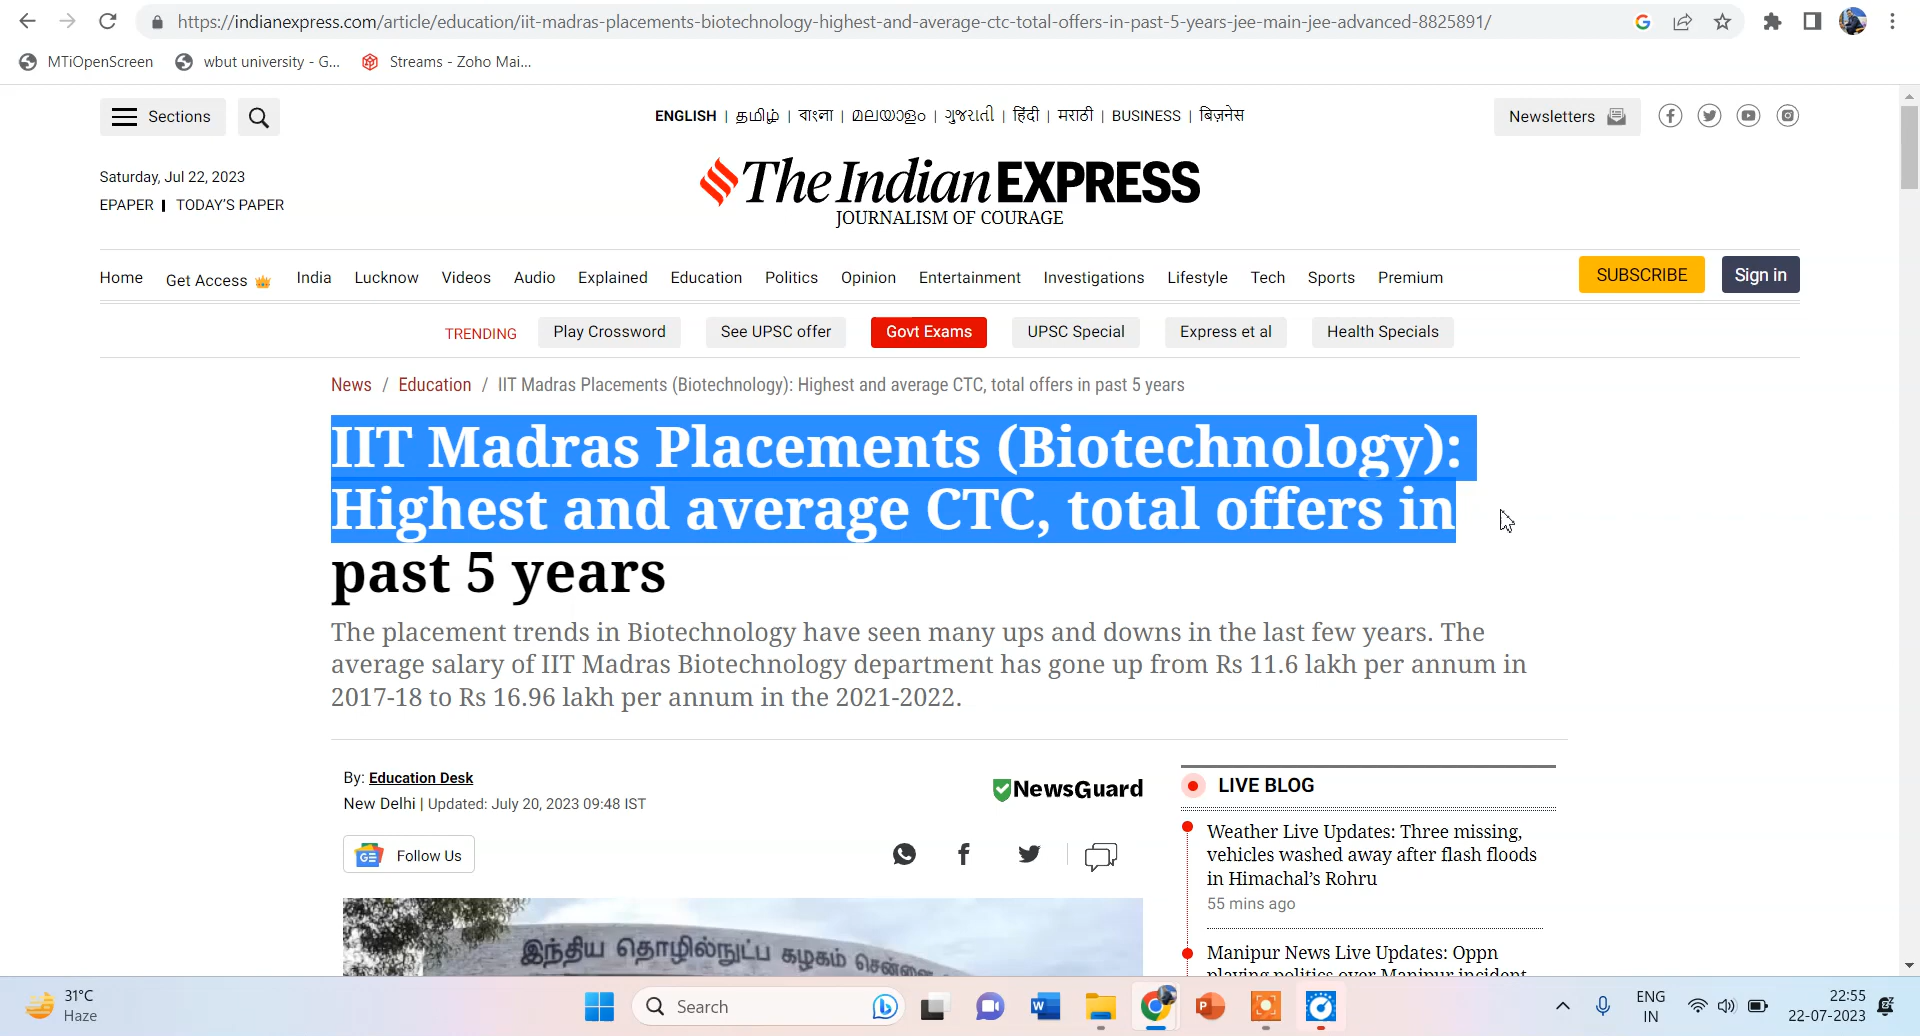 https://indianexpress.com/article/education/iit-madras-placements-biotechnology-highest-and-average-ctc-total-offers-in-past-5-years-jee-main-jee-advanced-8825891/
MTiOpenScreen wbut university - G... Streams - Zoho Mai...
Sections
ENGLISH | தமிழ் | বাংলা | മലയാളം | ગુજરાતી | हिंदी | मराठी | BUSINESS | बिज़नेस
Newsletters
Saturday, Jul 22, 2023
EPAPER | TODAY'S PAPER
The Indian EXPRESS
JOURNALISM OF COURAGE
Home Get Access India Lucknow Videos Audio Explained Education Politics Opinion Entertainment Investigations Lifestyle Tech Sports Premium
SUBSCRIBE Sign in
TRENDING Play Crossword See UPSC offer Govt Exams UPSC Special Express et al Health Specials
News / Education / IIT Madras Placements (Biotechnology): Highest and average CTC, total offers in past 5 years
IIT Madras Placements (Biotechnology):
Highest and average CTC, total offers in
past 5 years
The placement trends in Biotechnology have seen many ups and downs in the last few years. The
average salary of IIT Madras Biotechnology department has gone up from Rs 11.6 lakh per annum in
2017-18 to Rs 16.96 lakh per annum in the 2021-2022.
By: Education Desk
New Delhi | Updated: July 20, 2023 09:48 IST
NewsGuard
GE Follow Us
LIVE BLOG
Weather Live Updates: Three missing,
vehicles washed away after flash floods
in Himachal's Rohru
55 mins ago
Manipur News Live Updates: Oppn
playing politics over Manipur incident
இந்திய தொழில்நுட்ப கழகம் சென்னை
31°C
Haze
Search
ENG
IN
22:55
22-07-2023